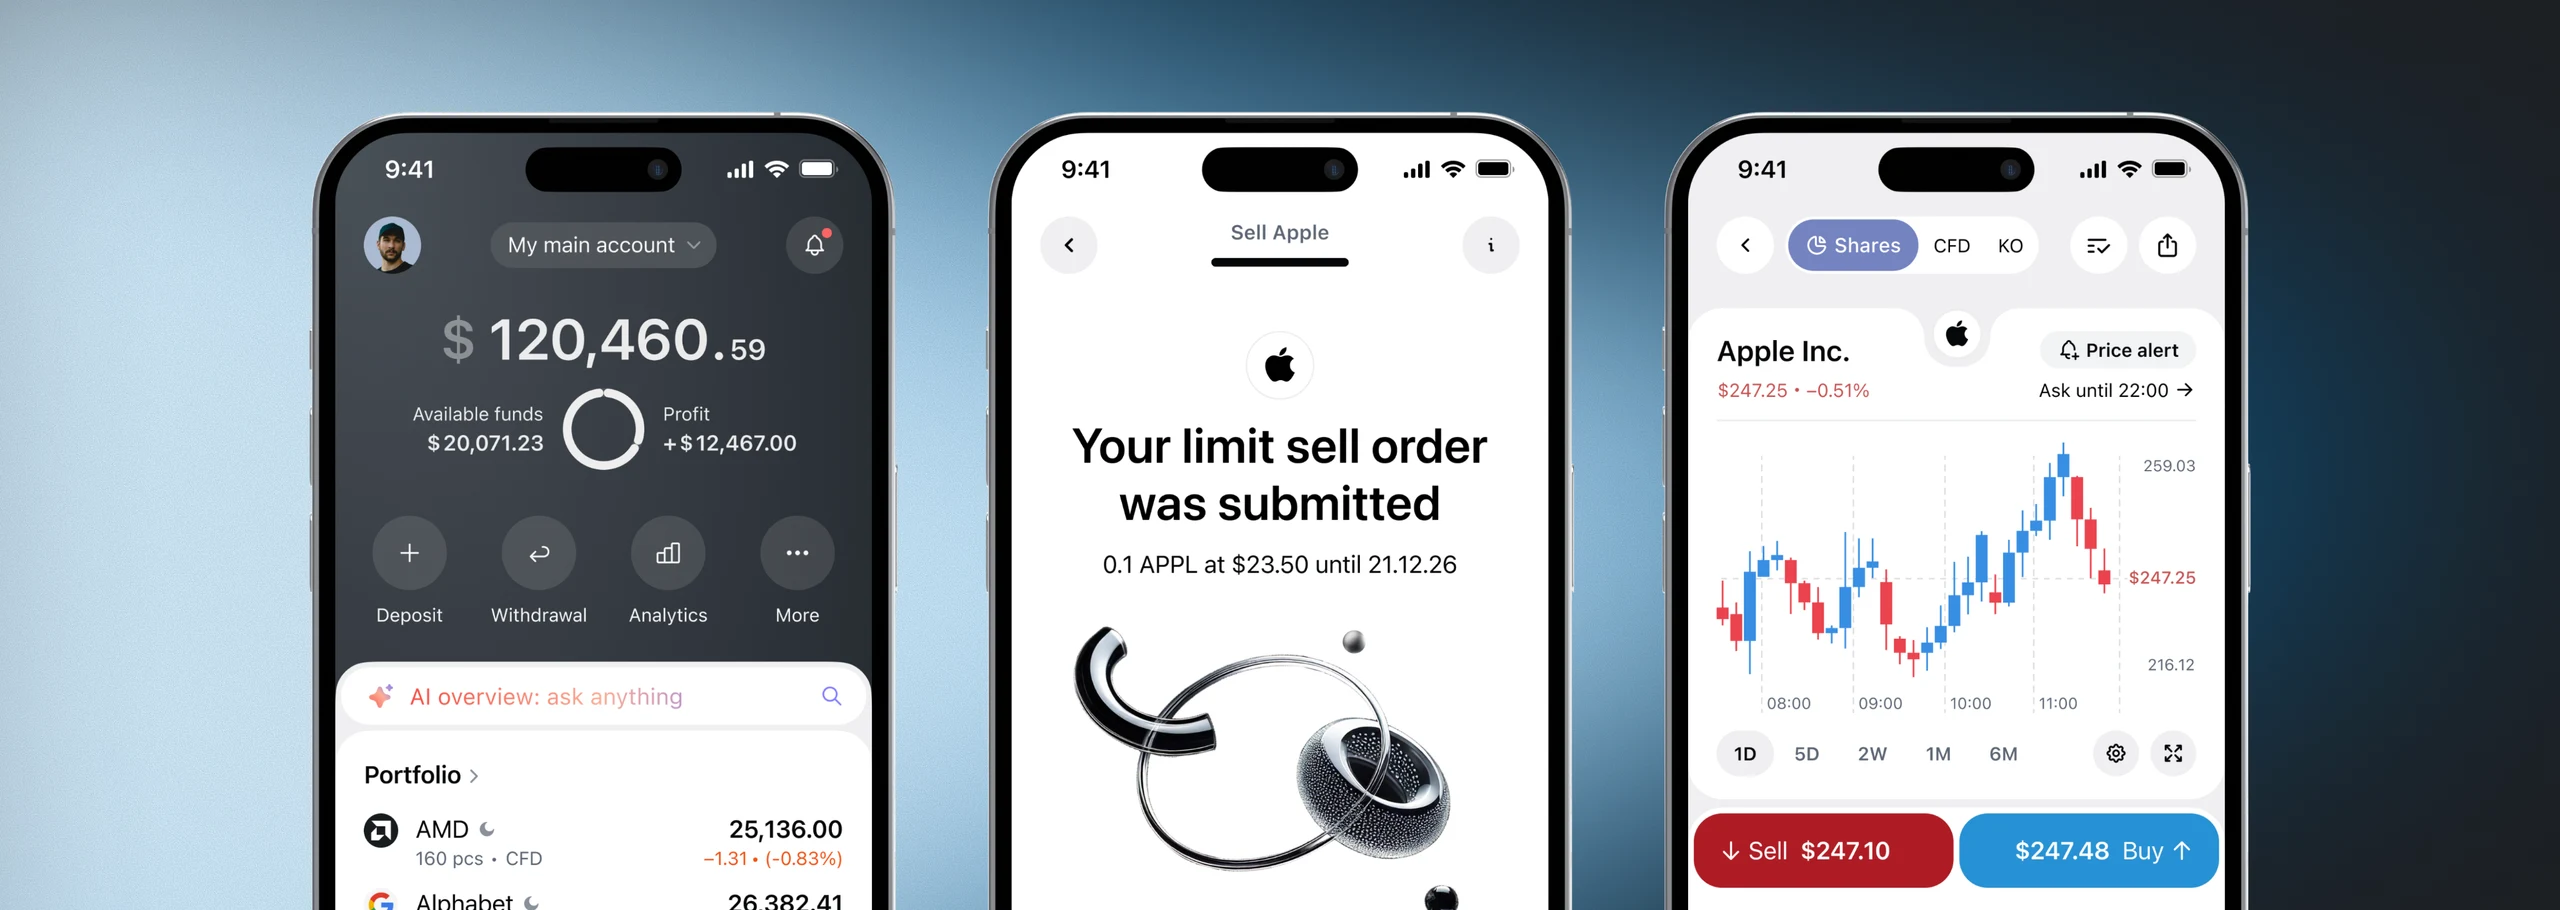 9:41
My main account
$ 120,460.59
Available funds
$20,071.23
Profit
+$12,467.00
Deposit
Withdrawal
Analytics
More
AI overview: ask anything
Portfolio
AMD
25,136.00
160 pcs • CFD
−1.31 • (-0.83%)
Alphabet
26,382.41
9:41
Sell Apple
i
Your limit sell order
was submitted
0.1 APPL at $23.50 until 21.12.26
9:41
Shares
CFD
KO
Apple Inc.
Price alert
$247.25 • −0.51%
Ask until 22:00 →
259.03
$247.25
216.12
08:00
09:00
10:00
11:00
1D
5D
2W
1M
6M
↓ Sell $247.10
$247.48 Buy ↑